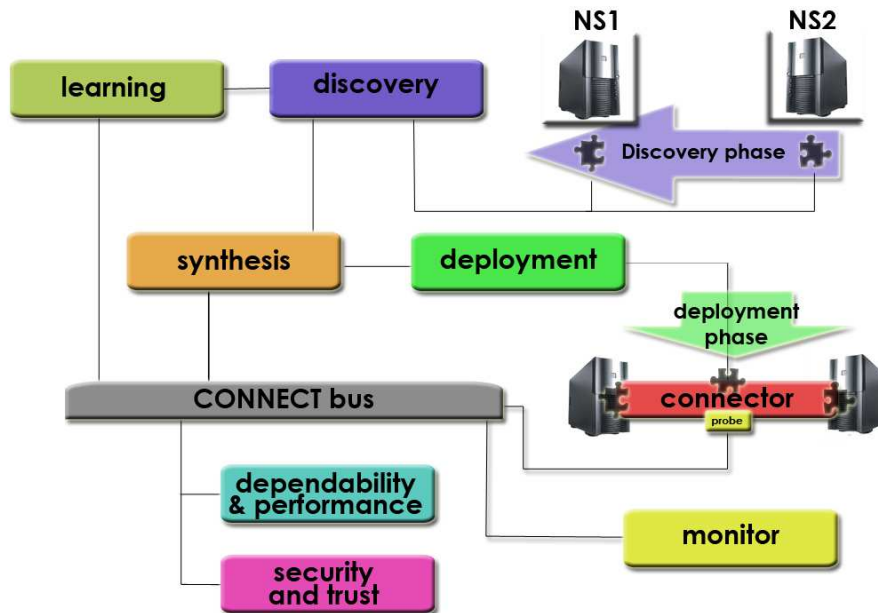 NS1
NS2
learning
discovery
Discovery phase
synthesis
deployment
deployment
phase
CONNECT bus
connector
probe
dependability
& performance
monitor
security
and trust